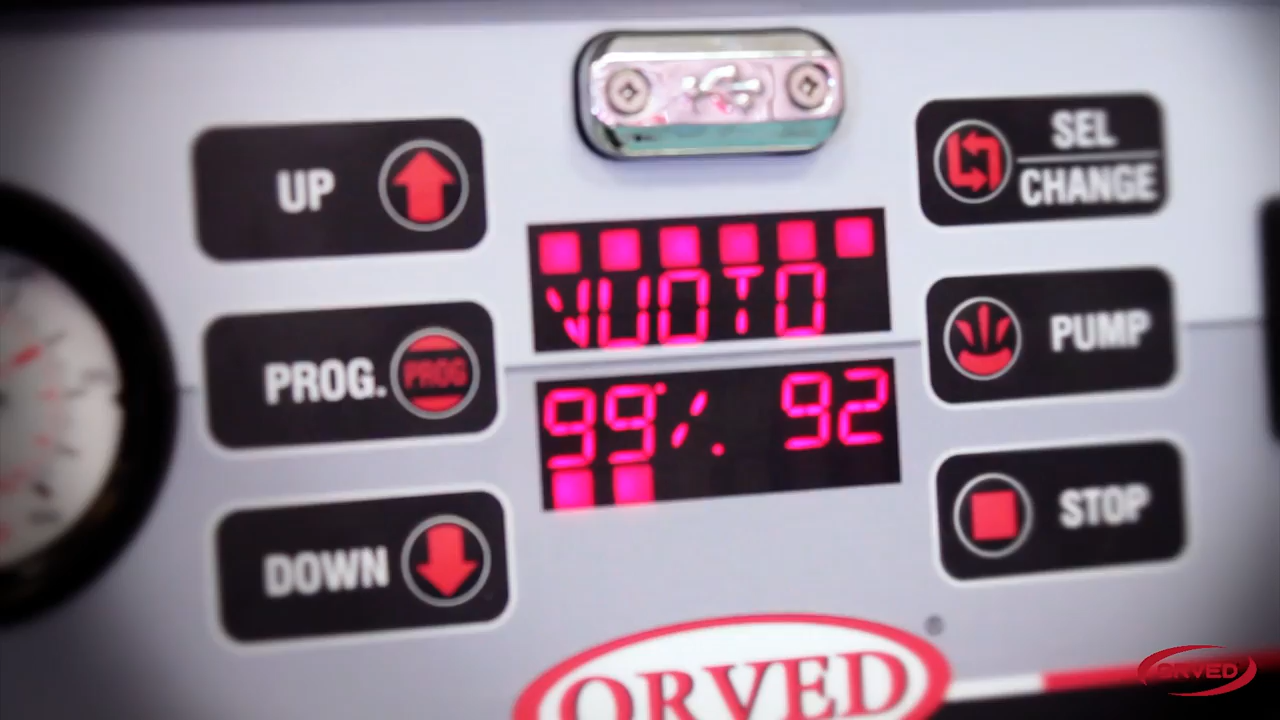 UP
SEL
CHANGE
VUOTO
PROG.
PROG
PUMP
99% 92
DOWN
STOP
ORVED
ORVED